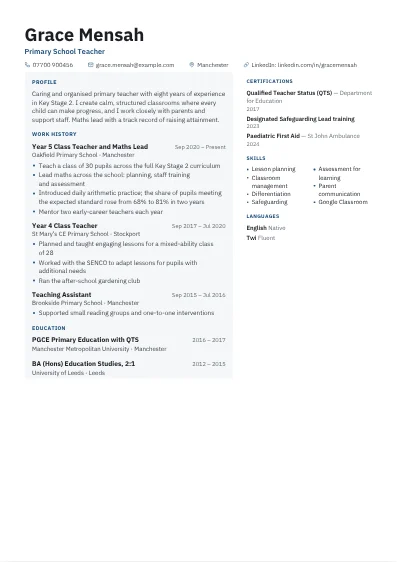 Grace Mensah
Primary School Teacher
07700 900456 grace.mensah@example.com Manchester LinkedIn: linkedin.com/in/gracemensah
PROFILE
Caring and organised primary teacher with eight years of experience
in Key Stage 2. I create calm, structured classrooms where every
child can make progress, and I work closely with parents and
support staff. Maths lead with a track record of raising attainment.
WORK HISTORY
Year 5 Class Teacher and Maths Lead Sep 2020 – Present
Oakfield Primary School · Manchester
• Teach a class of 30 pupils across the full Key Stage 2 curriculum
• Lead maths across the school: planning, staff training
and assessment
• Introduced daily arithmetic practice; the share of pupils meeting
the expected standard rose from 68% to 81% in two years
• Mentor two early-career teachers each year
Year 4 Class Teacher Sep 2017 – Jul 2020
St Mary's CE Primary School · Stockport
• Planned and taught engaging lessons for a mixed-ability class
of 28
• Worked with the SENCO to adapt lessons for pupils with
additional needs
• Ran the after-school gardening club
Teaching Assistant Sep 2015 – Jul 2016
Brookside Primary School · Manchester
• Supported small reading groups and one-to-one interventions
EDUCATION
PGCE Primary Education with QTS 2016 – 2017
Manchester Metropolitan University · Manchester
BA (Hons) Education Studies, 2:1 2012 – 2015
University of Leeds · Leeds
CERTIFICATIONS
Qualified Teacher Status (QTS) — Department
for Education
2017
Designated Safeguarding Lead training
2023
Paediatric First Aid — St John Ambulance
2024
SKILLS
• Lesson planning
• Classroom
management
• Differentiation
• Safeguarding
• Assessment for
learning
• Parent
communication
• Google Classroom
LANGUAGES
English Native
Twi Fluent